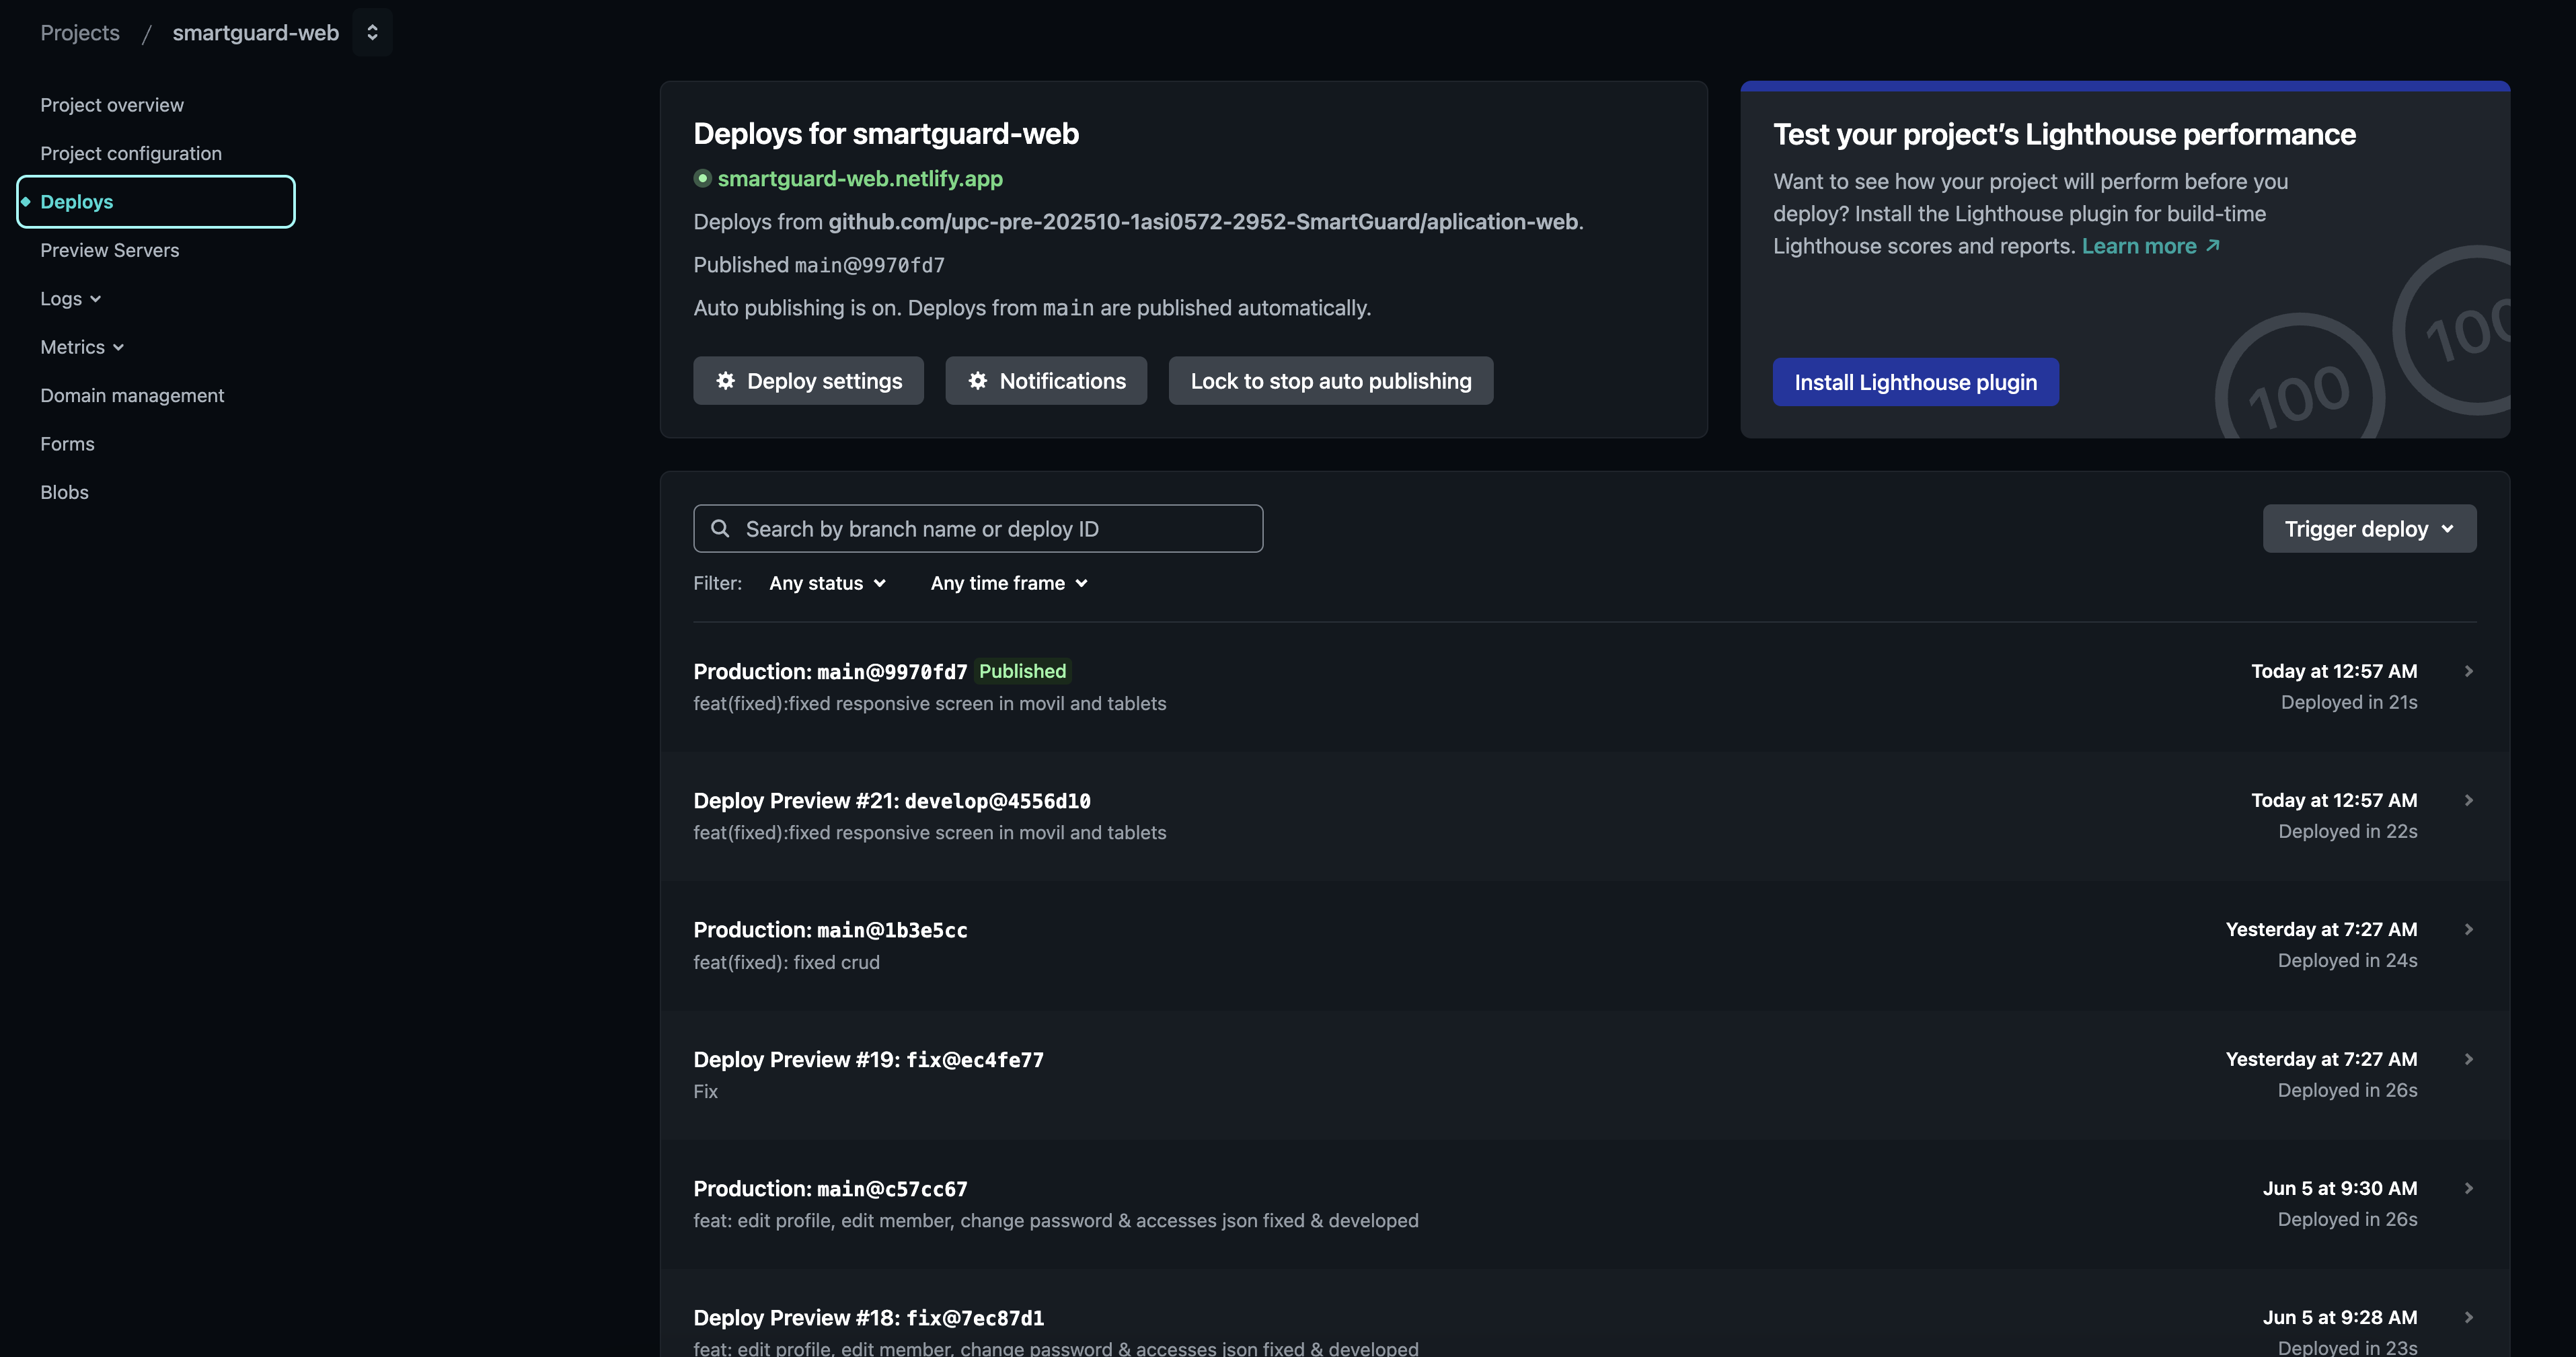 Projects / smartguard-web
Project overview
Project configuration
Deploys
Preview Servers
Logs
Metrics
Domain management
Forms
Blobs
Deploys for smartguard-web
smartguard-web.netlify.app
Deploys from github.com/upc-pre-202510-1asi0572-2952-SmartGuard/aplication-web.
Published main@9970fd7
Auto publishing is on. Deploys from main are published automatically.
Deploy settings
Notifications
Lock to stop auto publishing
Test your project’s Lighthouse performance
Want to see how your project will perform before you
deploy? Install the Lighthouse plugin for build-time
Lighthouse scores and reports. Learn more
Install Lighthouse plugin
100
100
Search by branch name or deploy ID
Trigger deploy
Filter: Any status Any time frame
Production: main@9970fd7 Published
Today at 12:57 AM
feat(fixed):fixed responsive screen in movil and tablets
Deployed in 21s
Deploy Preview #21: develop@4556d10
Today at 12:57 AM
feat(fixed):fixed responsive screen in movil and tablets
Deployed in 22s
Production: main@1b3e5cc
Yesterday at 7:27 AM
feat(fixed): fixed crud
Deployed in 24s
Deploy Preview #19: fix@ec4fe77
Yesterday at 7:27 AM
Fix
Deployed in 26s
Production: main@c57cc67
Jun 5 at 9:30 AM
feat: edit profile, edit member, change password & accesses json fixed & developed
Deployed in 26s
Deploy Preview #18: fix@7ec87d1
Jun 5 at 9:28 AM
feat: edit profile, edit member, change password & accesses json fixed & developed
Deployed in 23s